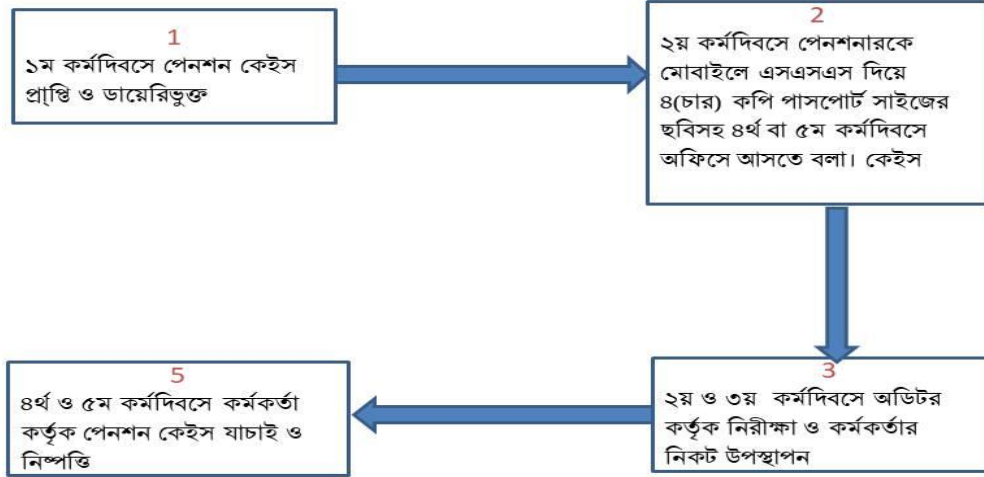 1
১ম কর্মদিবসে পেনশন কেইস
প্রাপ্তি ও ডায়েরিভুক্ত
2
২য় কর্মদিবসে পেনশনারকে
মোবাইলে এসএসএস দিয়ে
৪(চার) কপি পাসপোর্ট সাইজের
ছবিসহ ৪র্থ বা ৫ম কর্মদিবসে
অফিসে আসতে বলা। কেইস
3
২য় ও ৩য় কর্মদিবসে অডিটর
কর্তৃক নিরীক্ষা ও কর্মকর্তার
নিকট উপস্থাপন
5
৪র্থ ও ৫ম কর্মদিবসে কর্মকর্তা
কর্তৃক পেনশন কেইস যাচাই ও
নিষ্পত্তি